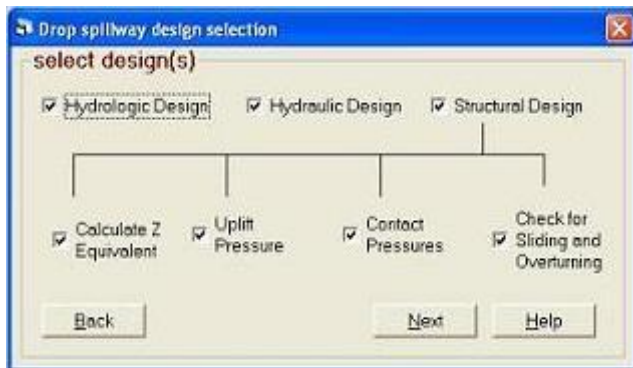 Drop spillway design selection
select design(s)
Hydrologic Design
Hydraulic Design
Structural Design
Calculate Z
Equivalent
Uplift
Pressure
Contact
Pressures
Check for
Sliding and
Overturning
Back
Next
Help